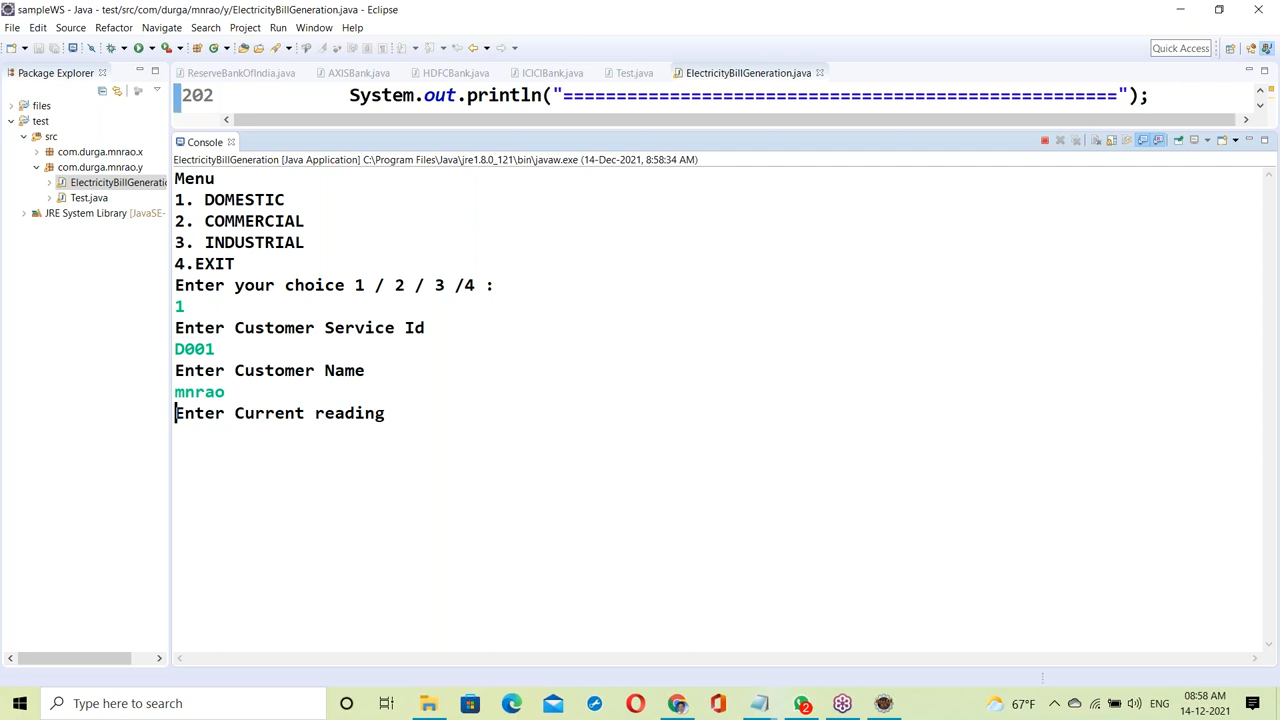 sampleWS - Java - test/src/com/durga/mnrao/y/ElectricityBillGeneration.java - Eclipse
File Edit Source Refactor Navigate Search Project Run Window Help
Quick Access
Package Explorer
ReserveBankOfIndia.java AXISBank.java HDFCBank.java ICICIBank.java Test.java ElectricityBillGeneration.java
files
test
src
com.durga.mnrao.x
com.durga.mnrao.y
ElectricityBillGeneratic
Test.java
JRE System Library [JavaSE-
202 System.out.println("=====================================================");
Console
ElectricityBillGeneration [Java Application] C:\Program Files\Java\jre1.8.0_121\bin\javaw.exe (14-Dec-2021, 8:58:34 AM)
Menu
1. DOMESTIC
2. COMMERCIAL
3. INDUSTRIAL
4.EXIT
Enter your choice 1 / 2 / 3 /4 :
1
Enter Customer Service Id
D001
Enter Customer Name
mnrao
Enter Current reading
Type here to search
2
67°F
ENG
08:58 AM
14-12-2021